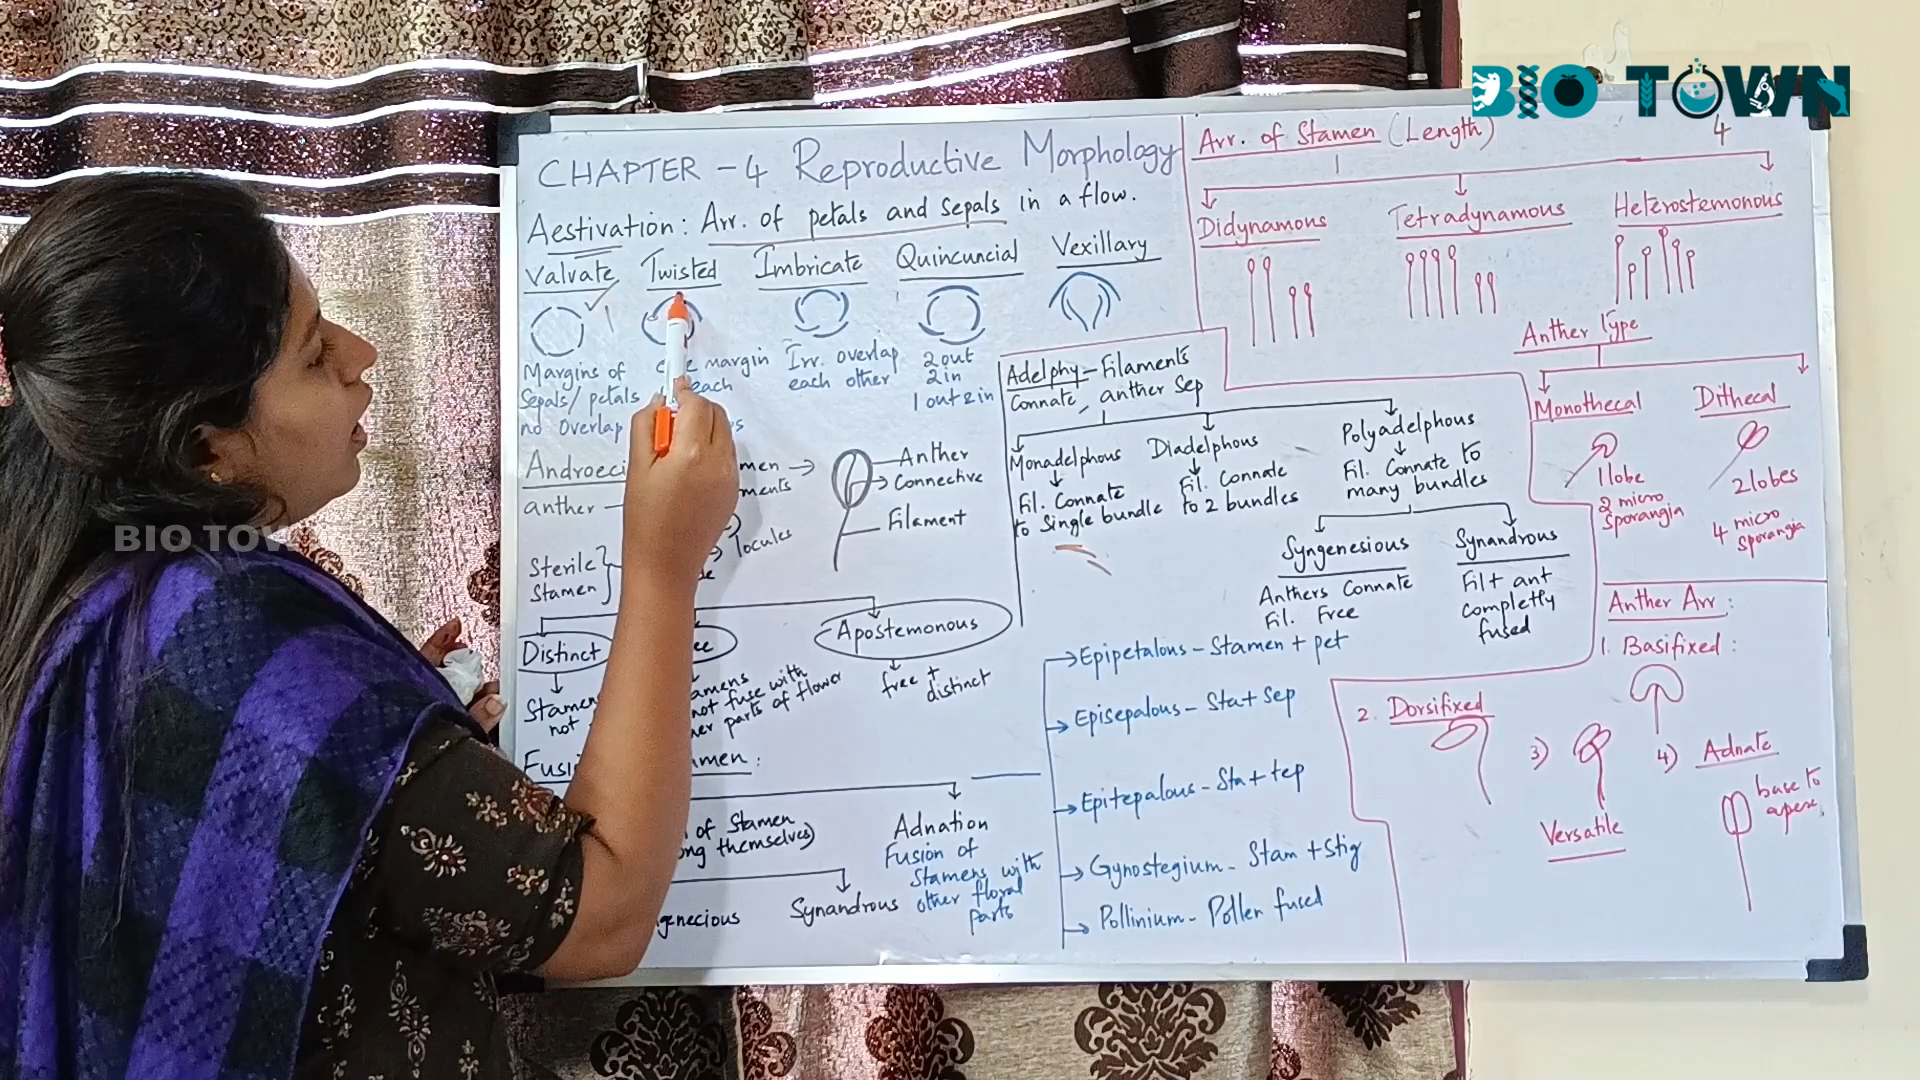 BIO TOWN
CHAPTER - 4 Reproductive Morphology
Aestivation: Arr. of petals and sepals in a flow.
Valvate Twisted Imbricate Quincuncial Vexillary
Margins of
Sepals/petals
no overlap
margin
each
Irr. overlap
each other
2 out
2 in
1 out 2 in
anther
Anther
Connective
Filament
locules
Sterile
Stamen
Distinct
Apostemonous
not fuse with
parts of flower
free +
distinct
of Stamen
themselves)
Synandrous
Adnation
Fusion of
Stamens with
other floral
parts
Adelphy - Filaments
Connate, anther Sep
Monadelphous Diadelphous Polyadelphous
Fil. Connate
to Single bundle
Fil. Connate
to 2 bundles
Fil. Connate to
many bundles
Syngenesious
Anthers Connate
Fil. Free
Synandrous
Fil + ant
completly
fused
Epipetalous - Stamen + pet
Episepalous - Sta + Sep
Epitepalous - Sta + tep
Gynostegium - Stam + Stig
Pollinium - Pollen fused
Arr. of Stamen (Length) 4
Didynamous Tetradynamous Heterostemonous
Anther Type
Monothecal Dithecal
1 lobe
2 micro
sporangia
2 lobes
4 micro
sporangia
Anther Arr :
1. Basifixed :
2. Dorsifixed
3)
Versatile
4) Adnate
base to
BIO TOW